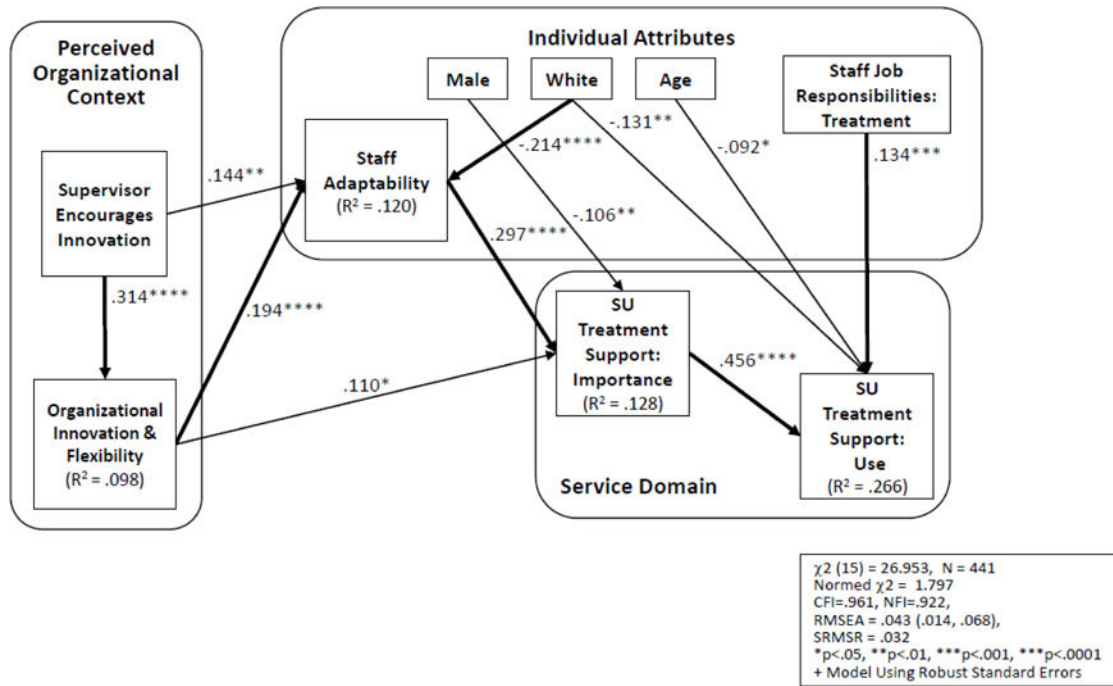 Perceived
Organizational
Context
Supervisor
Encourages
Innovation
.314****
Organizational
Innovation &
Flexibility
(R² = .098)
.144**
.194****
.110*
Individual Attributes
Male
White
Age
Staff Job
Responsibilities:
Treatment
Staff
Adaptability
(R² = .120)
-.214****
-.131**
-.092*
.134***
-.106**
.297****
SU
Treatment
Support:
Importance
(R² = .128)
.456****
SU
Treatment
Support:
Use
(R² = .266)
Service Domain
χ2 (15) = 26.953, N = 441
Normed χ2 = 1.797
CFI=.961, NFI=.922,
RMSEA = .043 (.014, .068),
SRMSR = .032
*p<.05, **p<.01, ***p<.001, ***p<.0001
+ Model Using Robust Standard Errors